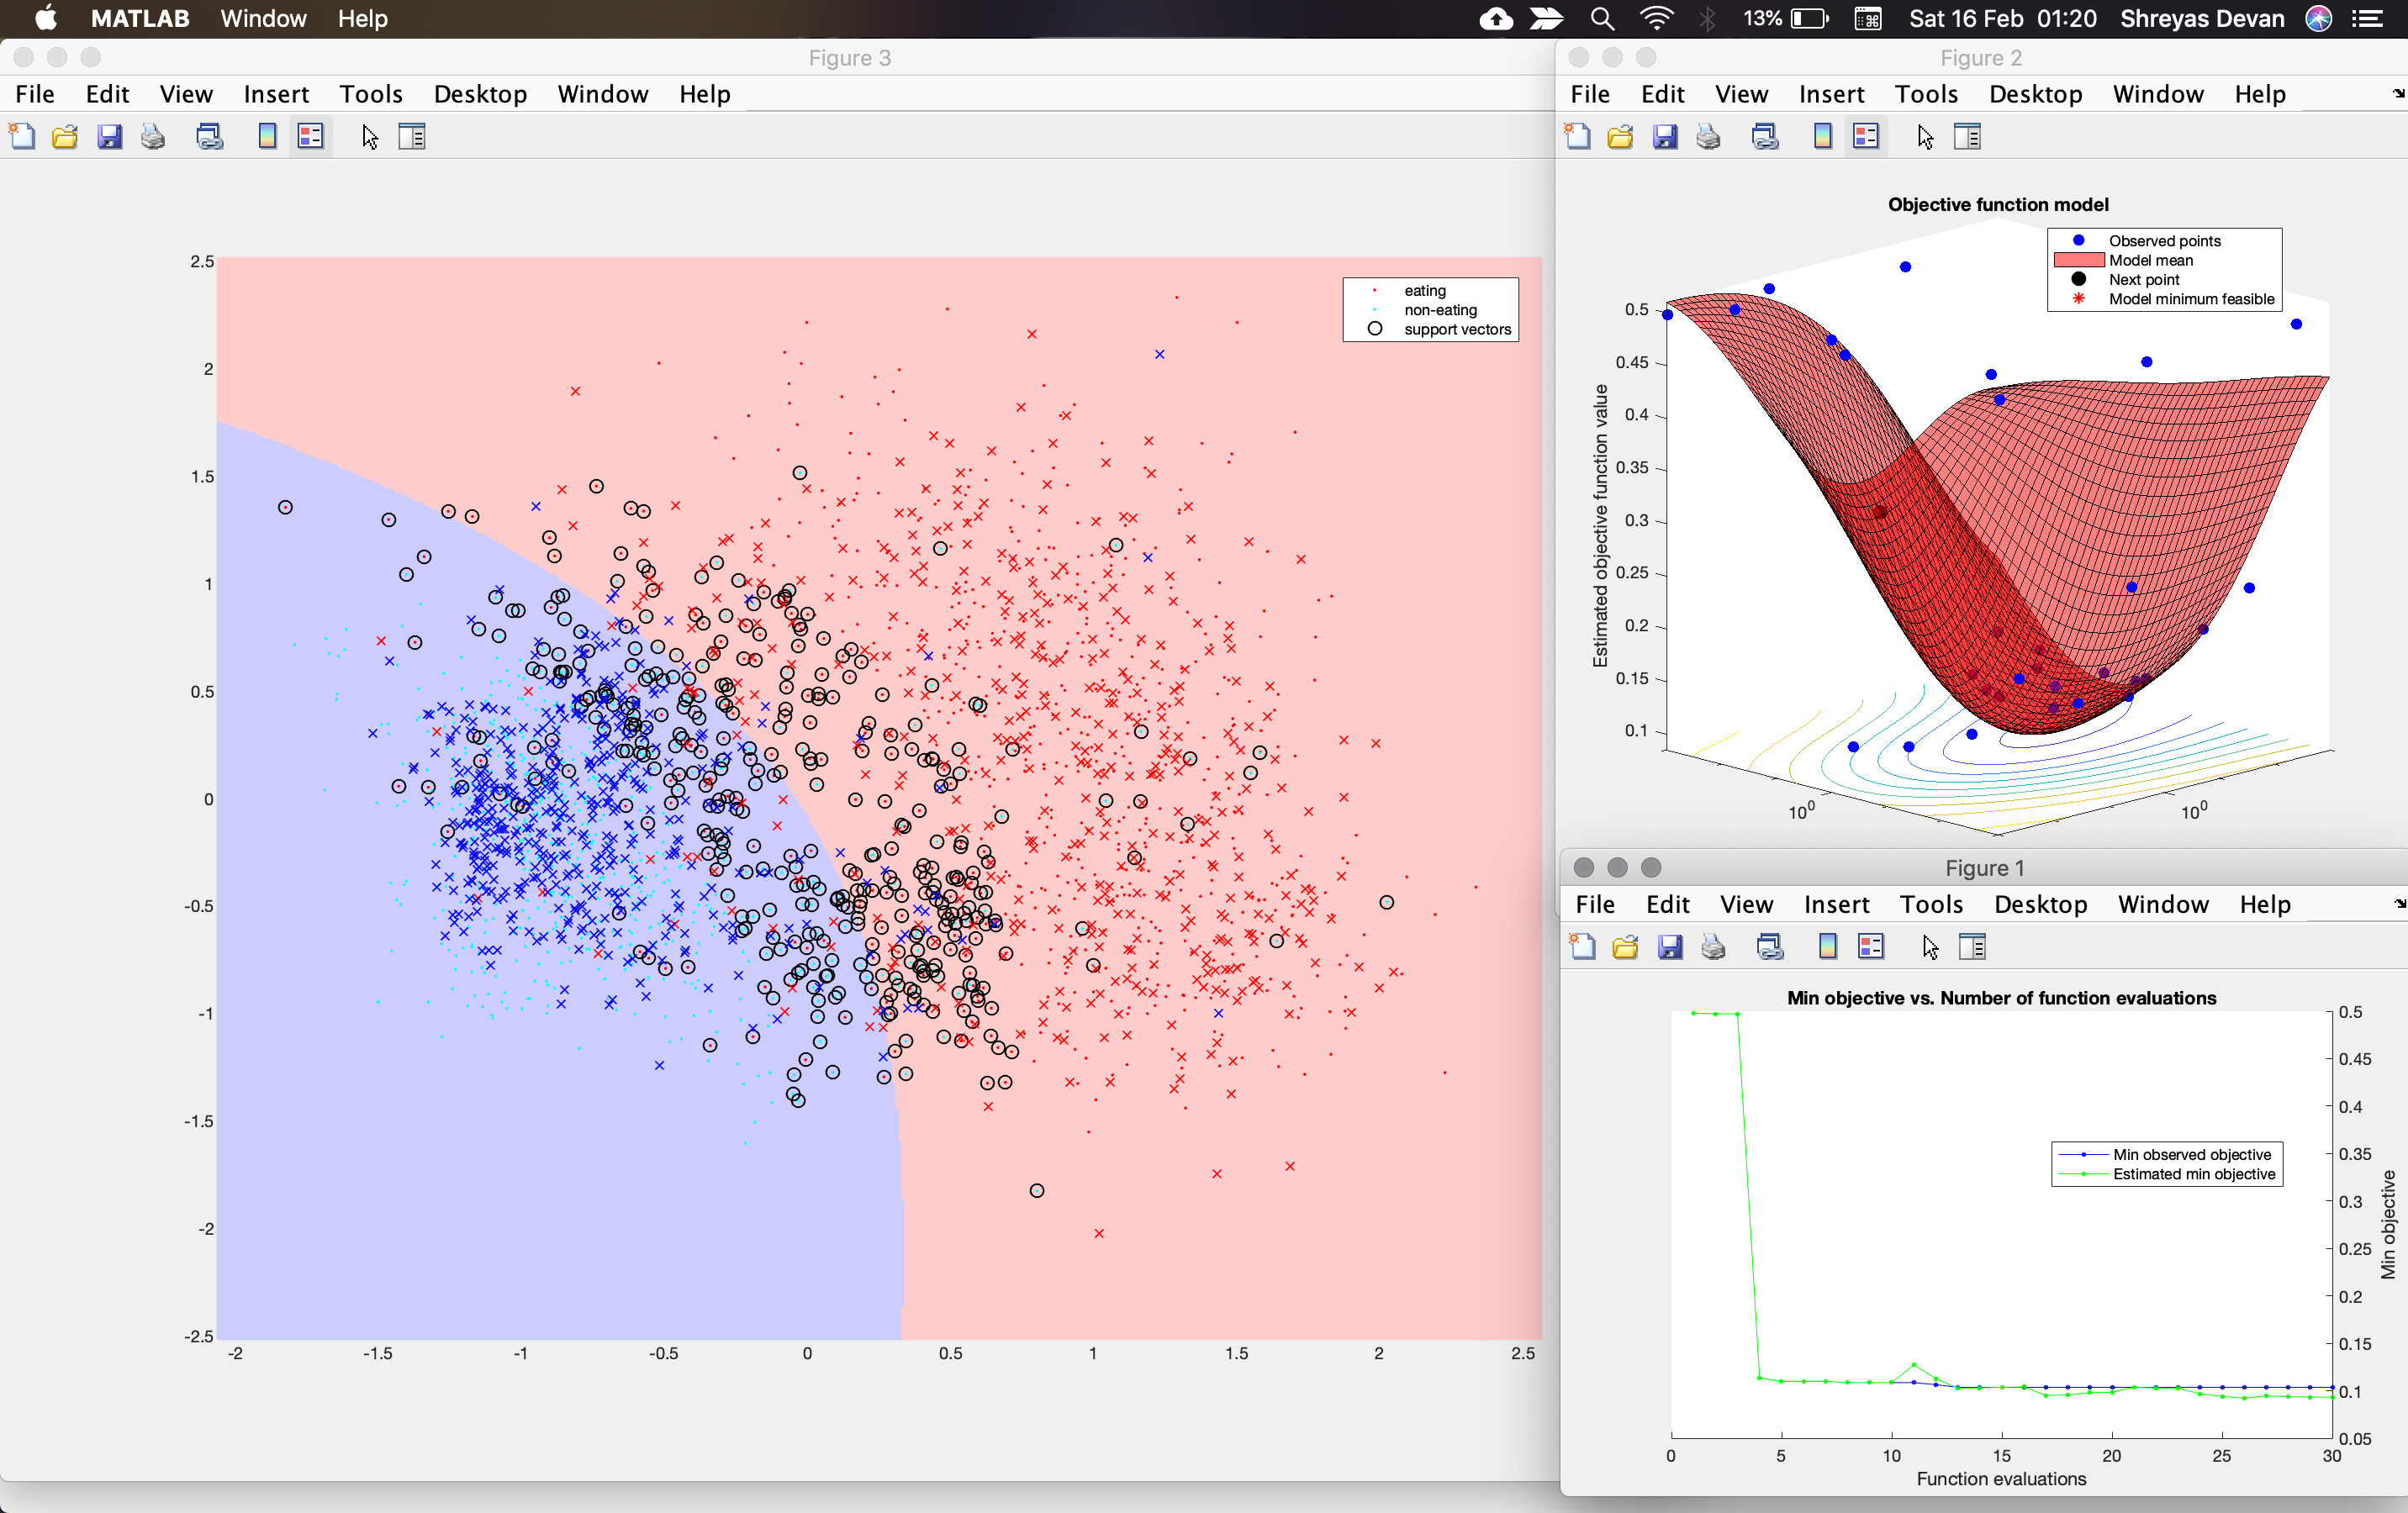 MATLAB Window Help
13% Sat 16 Feb 01:20 Shreyas Devan
Figure 3
File Edit View Insert Tools Desktop Window Help
2.5
2
1.5
1
0.5
0
-0.5
-1
-1.5
-2
-2.5
-2 -1.5 -1 -0.5 0 0.5 1 1.5 2 2.5
eating
non-eating
support vectors
Figure 2
File Edit View Insert Tools Desktop Window Help
Objective function model
Observed points
Model mean
Next point
Model minimum feasible
Estimated objective function value
0.5
0.45
0.4
0.35
0.3
0.25
0.2
0.15
0.1
10⁰ 10⁰
Figure 1
File Edit View Insert Tools Desktop Window Help
Min objective vs. Number of function evaluations
Min observed objective
Estimated min objective
0.5
0.45
0.4
0.35
0.3
0.25
0.2
0.15
0.1
0.05
Min objective
0 5 10 15 20 25 30
Function evaluations